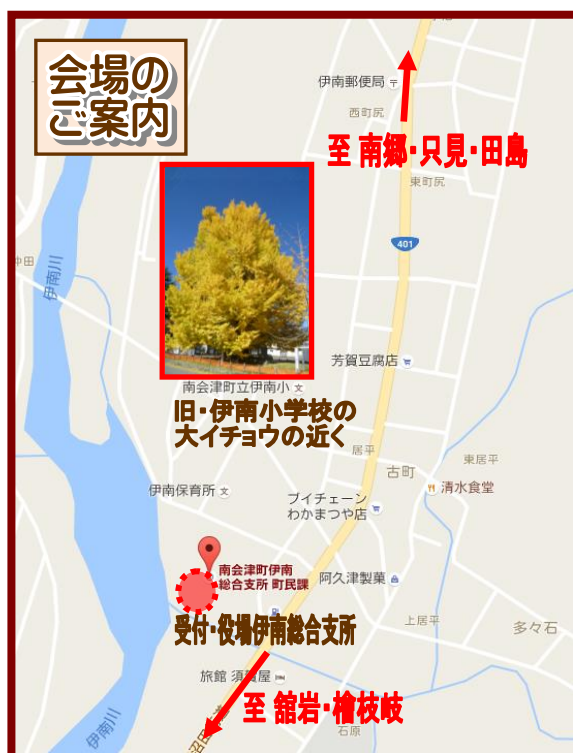 会場の
ご案内
伊南郵便局 〒
西町尻
至 南郷・只見・田島
東町尻
中田
伊南川
401
芳賀豆腐店
南会津町立伊南小 文
旧・伊南小学校の
大イチョウの近く
居平
古町
東居平
伊南保育所 文
清水食堂
ブイチェーン
わかまつや店
南会津町伊南
総合支所 町民課
阿久津製菓
受付・役場伊南総合支所
上居平
多々石
旅館 須賀屋
至 舘岩・檜枝岐
石原
伊南川
沼田